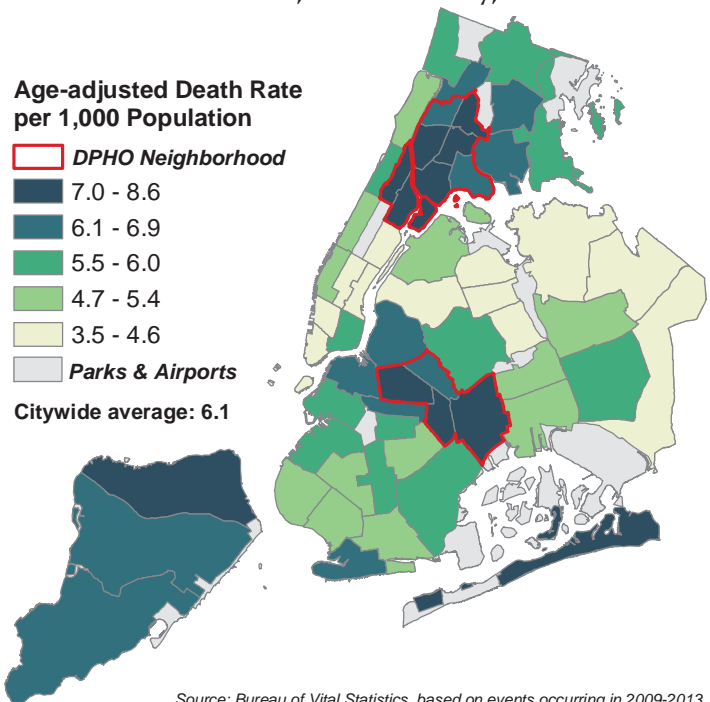 Age-adjusted Death Rate
per 1,000 Population
DPHO Neighborhood
7.0 - 8.6
6.1 - 6.9
5.5 - 6.0
4.7 - 5.4
3.5 - 4.6
Parks & Airports
Citywide average: 6.1
Source: Bureau of Vital Statistics, based on events occurring in 2009-2013